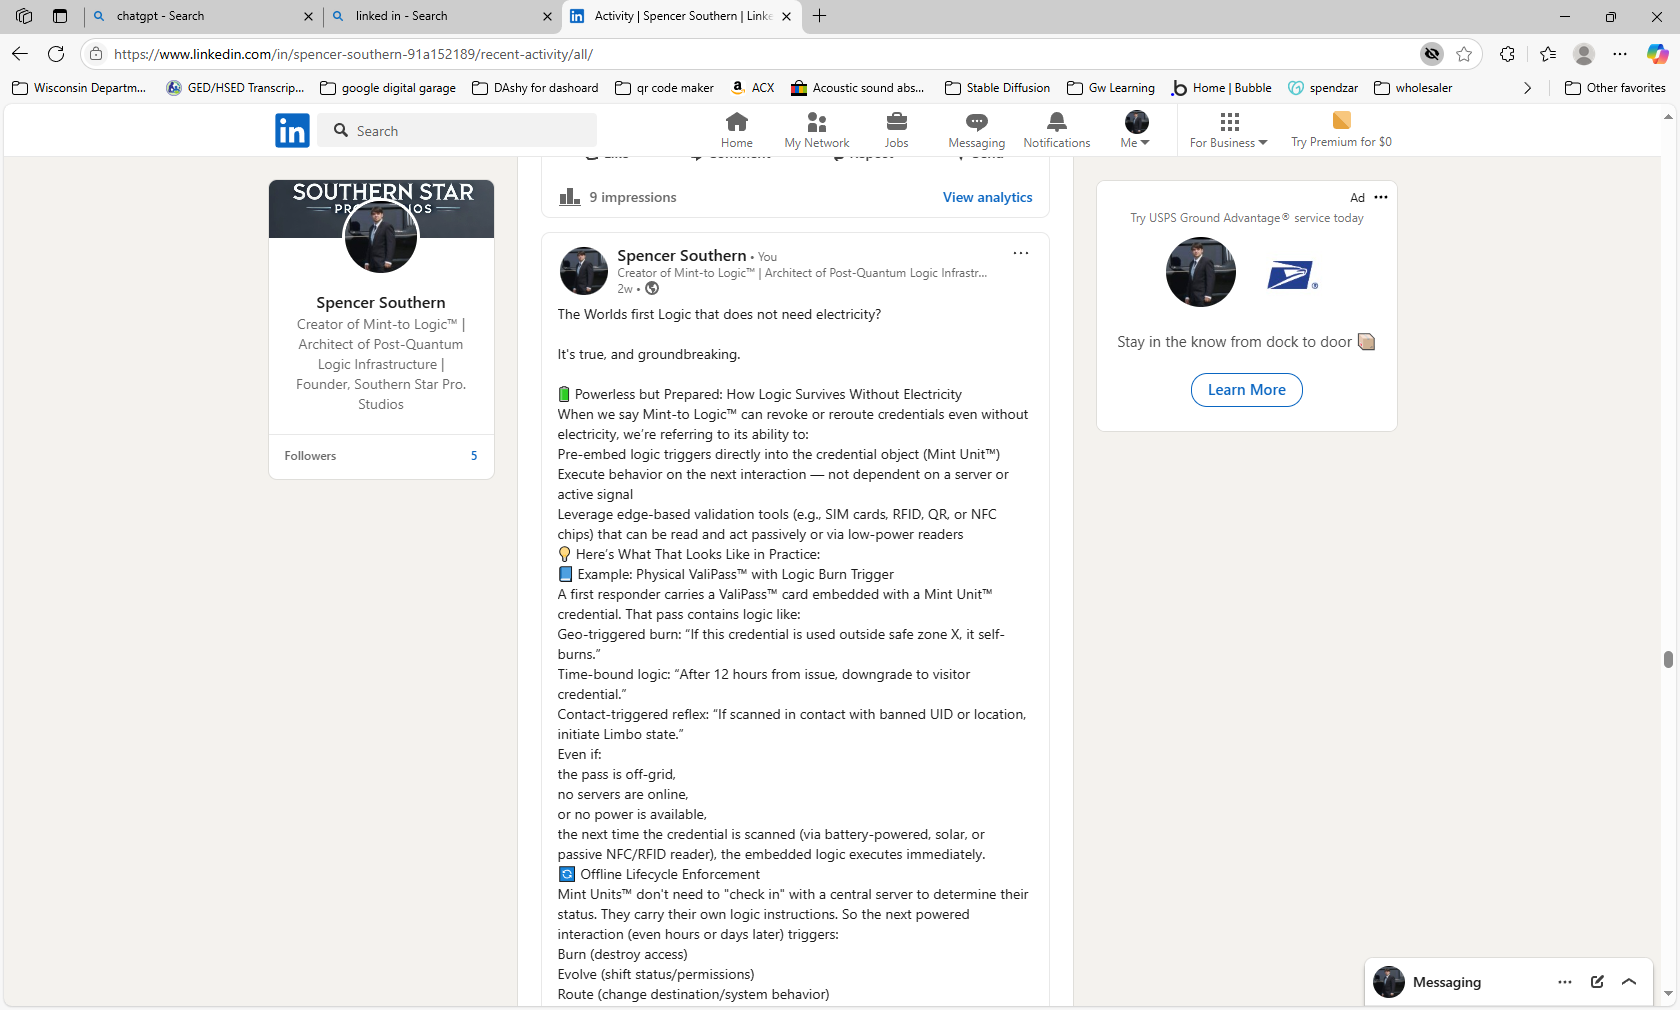 chatgpt - Search
linked in - Search
Activity | Spencer Southern | Linke
https://www.linkedin.com/in/spencer-southern-91a152189/recent-activity/all/
Wisconsin Departm...
GED/HSED Transcrip...
google digital garage
DAshy for dashoard
qr code maker
ACX
Acoustic sound abs...
Stable Diffusion
Gw Learning
Home | Bubble
spendzar
wholesaler
Other favorites
in
Search
Home
My Network
Jobs
Messaging
Notifications
Me
For Business
Try Premium for $0
SOUTHERN STAR
Spencer Southern
Creator of Mint-to Logic™ |
Architect of Post-Quantum
Logic Infrastructure |
Founder, Southern Star Pro.
Studios
Followers 5
9 impressions
View analytics
Spencer Southern • You
Creator of Mint-to Logic™ | Architect of Post-Quantum Logic Infrastr...
2w •
The Worlds first Logic that does not need electricity?
It's true, and groundbreaking.
🔋 Powerless but Prepared: How Logic Survives Without Electricity
When we say Mint-to Logic™ can revoke or reroute credentials even without
electricity, we’re referring to its ability to:
Pre-embed logic triggers directly into the credential object (Mint Unit™)
Execute behavior on the next interaction — not dependent on a server or
active signal
Leverage edge-based validation tools (e.g., SIM cards, RFID, QR, or NFC
chips) that can be read and act passively or via low-power readers
💡 Here’s What That Looks Like in Practice:
📘 Example: Physical ValiPass™ with Logic Burn Trigger
A first responder carries a ValiPass™ card embedded with a Mint Unit™
credential. That pass contains logic like:
Geo-triggered burn: “If this credential is used outside safe zone X, it self-
burns.”
Time-bound logic: “After 12 hours from issue, downgrade to visitor
credential.”
Contact-triggered reflex: “If scanned in contact with banned UID or location,
initiate Limbo state.”
Even if:
the pass is off-grid,
no servers are online,
or no power is available,
the next time the credential is scanned (via battery-powered, solar, or
passive NFC/RFID reader), the embedded logic executes immediately.
🔄 Offline Lifecycle Enforcement
Mint Units™ don't need to "check in" with a central server to determine their
status. They carry their own logic instructions. So the next powered
interaction (even hours or days later) triggers:
Burn (destroy access)
Evolve (shift status/permissions)
Route (change destination/system behavior)
Ad
Try USPS Ground Advantage® service today
Stay in the know from dock to door 📦
Learn More
Messaging